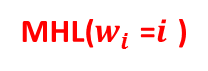 MHL(𝒘ᵢ =𝒊 )